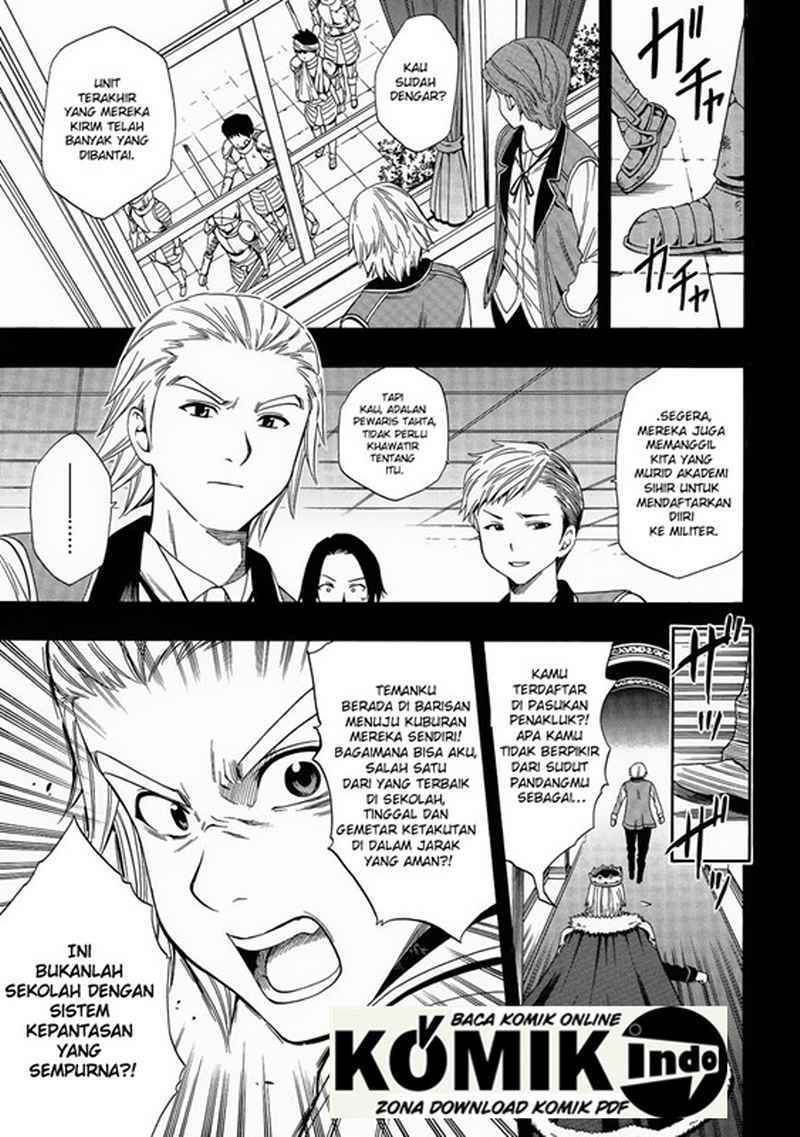 ガチャ
ガチャ
KAU
SUDAH
DENGAR?
UNIT
TERAKHIR
YANG MEREKA
KIRIM TELAH
BANYAK YANG
DIBANTAI.
.SEGERA,
MEREKA JUGA
MEMANGGIL
KITA YANG
MURID AKADEMI
SIHIR UNTUK
MENDAFTARKAN
DIIRI
KE MILITER.
TAPI
KAU, ADALAN
PEWARIS TAHTA,
TIDAK PERLU
KHAWATIR
TENTANG
ITU.
........
ザッ
ザッ
KAMU
TERDAFTAR
DI PASUKAN
PENAKLUK?!
APA KAMU
TIDAK BERPIKIR
DARI SUDUT
PANDANGMU
SEBAGAI...
TEMANKU
BERADA DI BARISAN
MENUJU KUBURAN
MEREKA SENDIRI!
BAGAIMANA BISA AKU,
SALAH SATU
DARI YANG TERBAIK
DI SEKOLAH,
TINGGAL DAN
GEMETAR KETAKUTAN
DI DALAM JARAK
YANG AMAN?!
INI
BUKANLAH
SEKOLAH DENGAN
SISTEM
KEPANTASAN
YANG
SEMPURNA?!
BACA KOMIK ONLINE
KOMIK Indo
ZONA DOWNLOAD KOMIK PDF